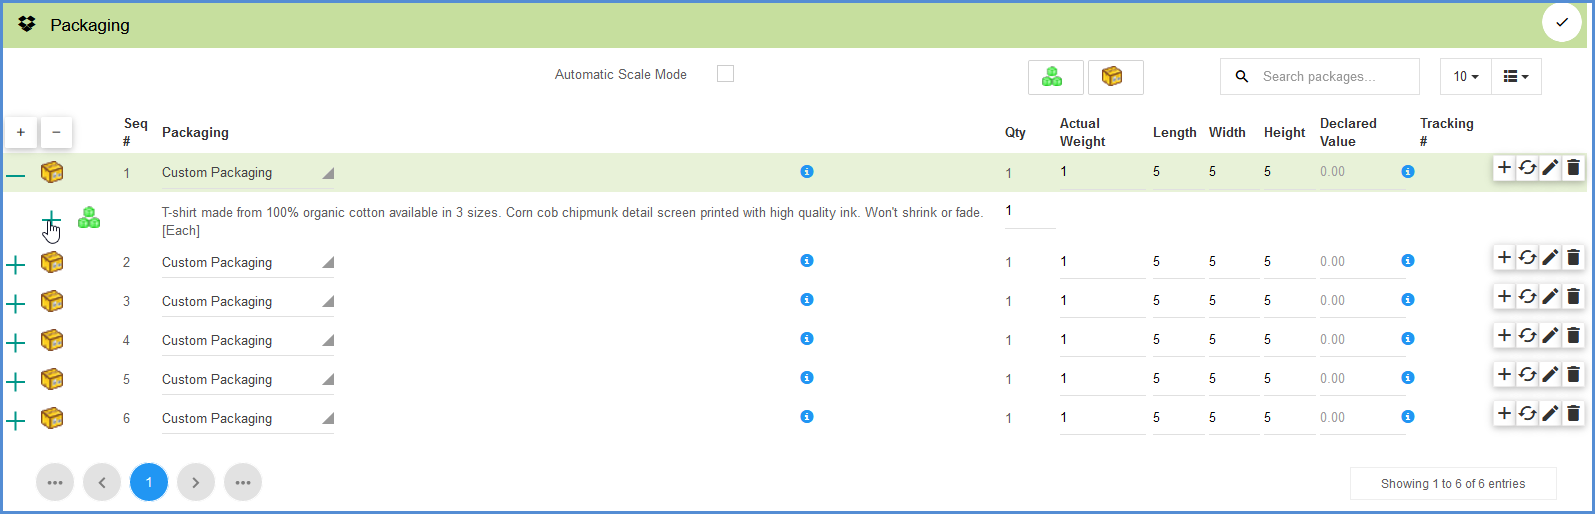 Packaging
Automatic Scale Mode
Search packages...
10
Seq # Packaging Qty Actual Weight Length Width Height Declared Value Tracking #
1 Custom Packaging 1 1 5 5 5 0.00
T-shirt made from 100% organic cotton available in 3 sizes. Corn cob chipmunk detail screen printed with high quality ink. Won't shrink or fade. 1
[Each]
2 Custom Packaging 1 1 5 5 5 0.00
3 Custom Packaging 1 1 5 5 5 0.00
4 Custom Packaging 1 1 5 5 5 0.00
5 Custom Packaging 1 1 5 5 5 0.00
6 Custom Packaging 1 1 5 5 5 0.00
1
Showing 1 to 6 of 6 entries